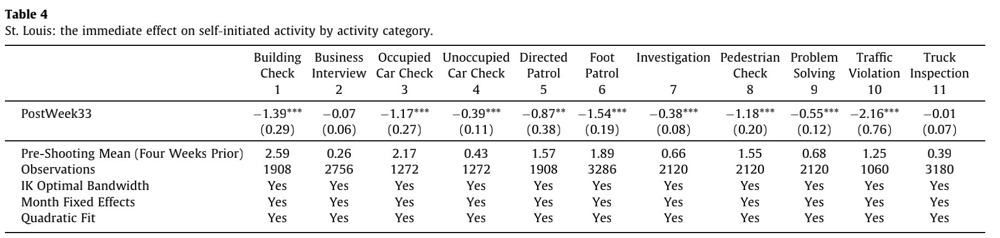 Table 4
St. Louis: the immediate effect on self-initiated activity by activity category.
Building Business Occupied Unoccupied Directed Foot Investigation Pedestrian Problem Traffic Truck
Check Interview Car Check Car Check Patrol Patrol Check Solving Violation Inspection
1 2 3 4 5 6 7 8 9 10 11
PostWeek33 −1.39*** −0.07 −1.17*** −0.39*** −0.87** −1.54*** −0.38*** −1.18*** −0.55*** −2.16*** −0.01
(0.29) (0.06) (0.27) (0.11) (0.38) (0.19) (0.08) (0.20) (0.12) (0.76) (0.07)
Pre-Shooting Mean (Four Weeks Prior) 2.59 0.26 2.17 0.43 1.57 1.89 0.66 1.55 0.68 1.25 0.39
Observations 1908 2756 1272 1272 1908 3286 2120 2120 2120 1060 3180
IK Optimal Bandwidth Yes Yes Yes Yes Yes Yes Yes Yes Yes Yes Yes
Month Fixed Effects Yes Yes Yes Yes Yes Yes Yes Yes Yes Yes Yes
Quadratic Fit Yes Yes Yes Yes Yes Yes Yes Yes Yes Yes Yes